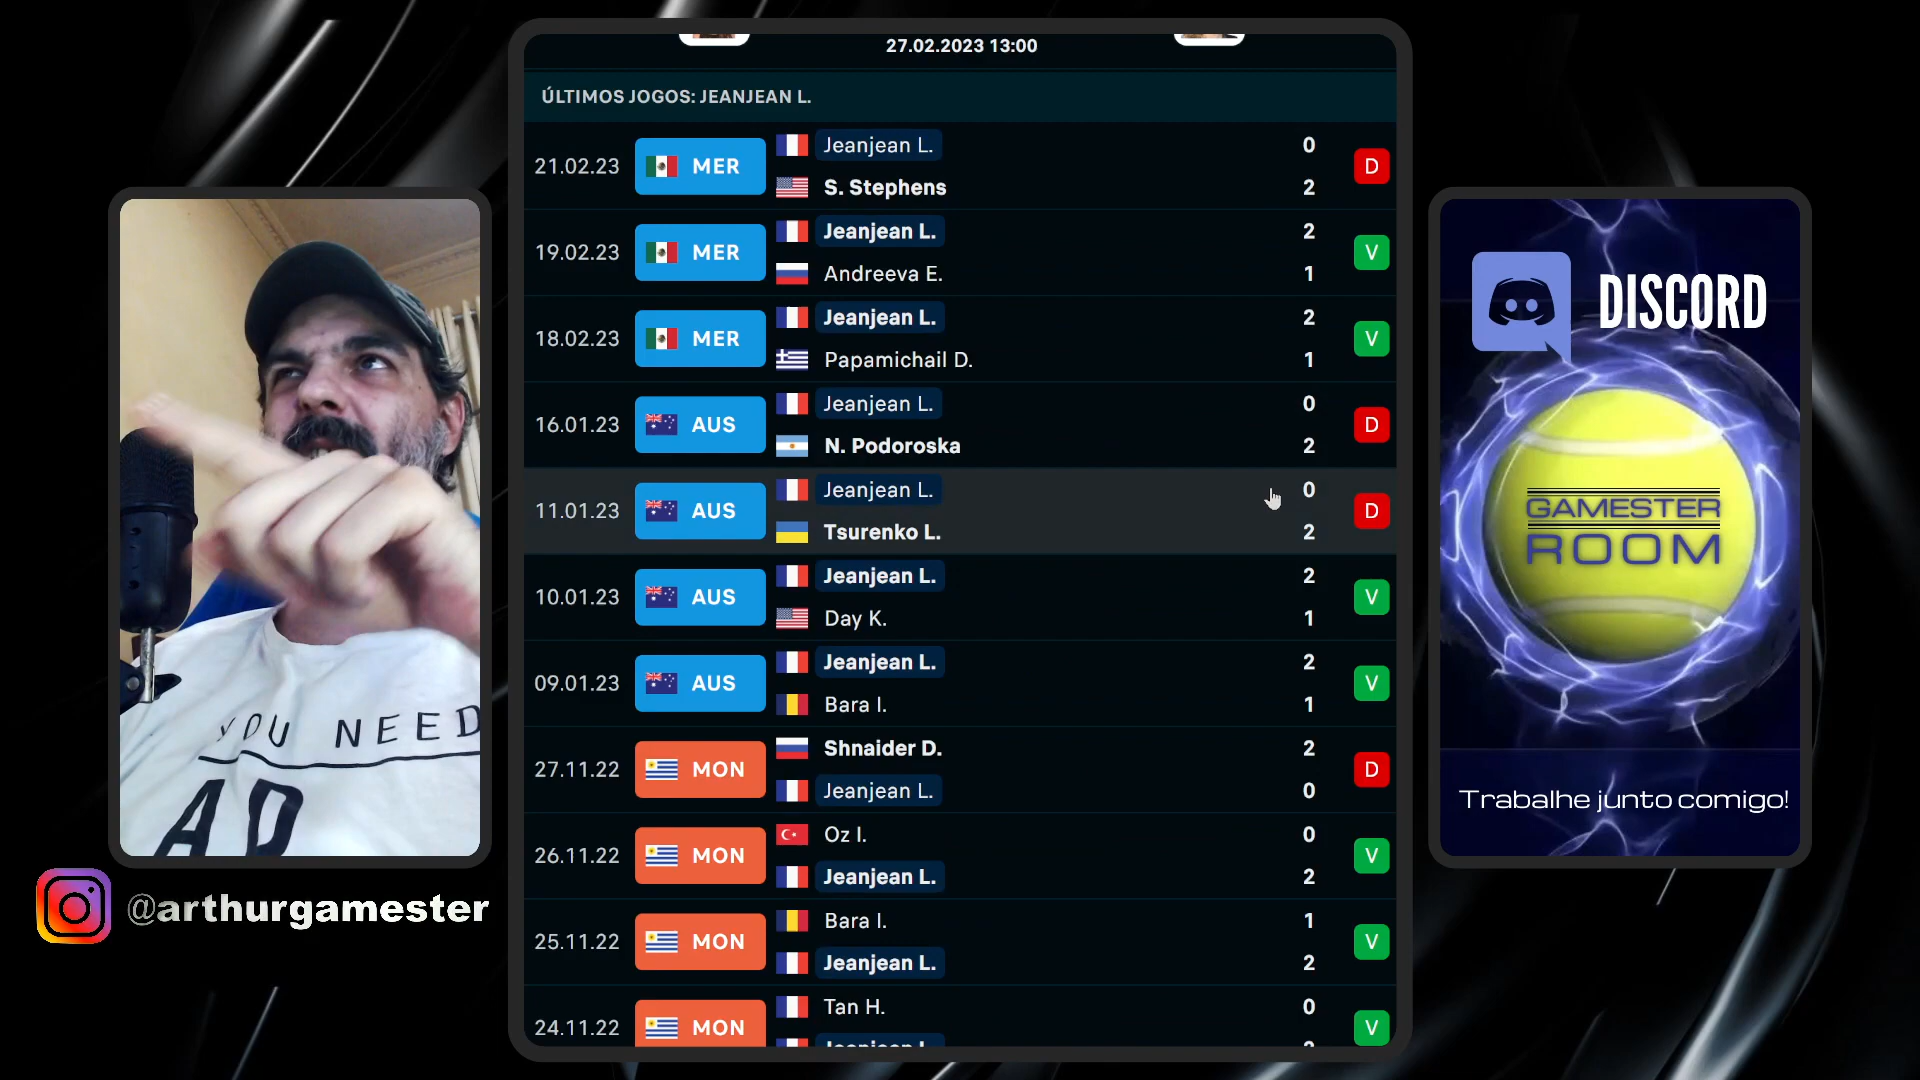 27.02.2023 13:00
ÚLTIMOS JOGOS: JEANJEAN L.
21.02.23 MER Jeanjean L. 0 D
S. Stephens 2
19.02.23 MER Jeanjean L. 2 V
Andreeva E. 1
18.02.23 MER Jeanjean L. 2 V
Papamichail D. 1
16.01.23 AUS Jeanjean L. 0 D
N. Podoroska 2
11.01.23 AUS Jeanjean L. 0 D
Tsurenko L. 2
10.01.23 AUS Jeanjean L. 2 V
Day K. 1
09.01.23 AUS Jeanjean L. 2 V
Bara I. 1
27.11.22 MON Shnaider D. 2 D
Jeanjean L. 0
26.11.22 MON Oz I. 0 V
Jeanjean L. 2
25.11.22 MON Bara I. 1 V
Jeanjean L. 2
24.11.22 MON Tan H. 0 V
YOU NEED
AD
@arthurgamester
DISCORD
GAMESTER
ROOM
Trabalhe junto comigo!